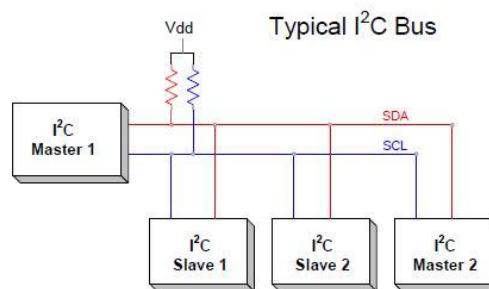 Typical I²C Bus
Vdd
I²C
Master 1
SDA
SCL
I²C
Slave 1
I²C
Slave 2
I²C
Master 2